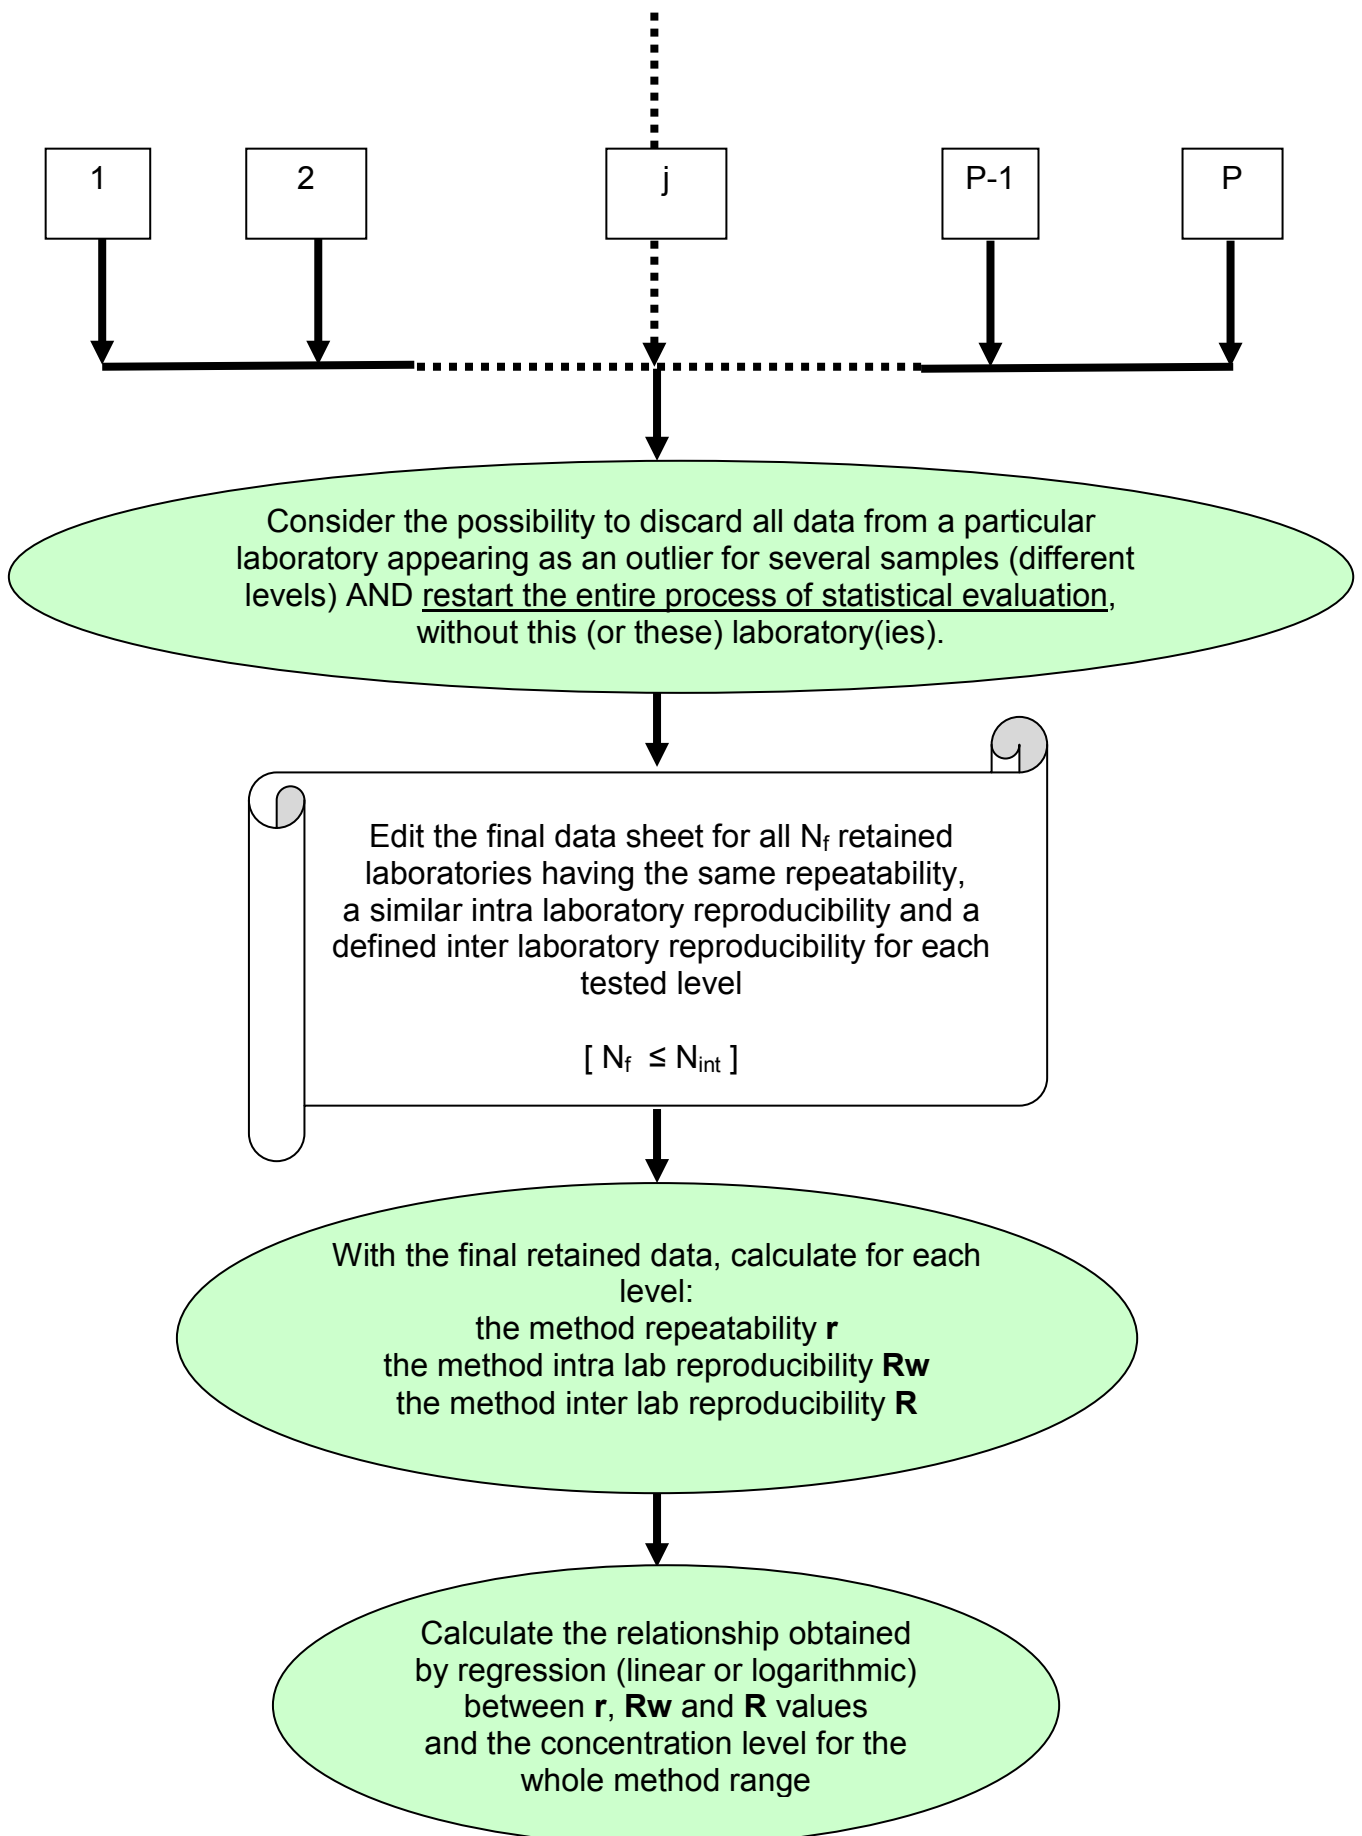 1
2
j
P-1
P
Consider the possibility to discard all data from a particular
laboratory appearing as an outlier for several samples (different
levels) AND restart the entire process of statistical evaluation,
without this (or these) laboratory(ies).
Edit the final data sheet for all Nf retained
laboratories having the same repeatability,
a similar intra laboratory reproducibility and a
defined inter laboratory reproducibility for each
tested level
[ Nf ≤ Nint ]
With the final retained data, calculate for each
level:
the method repeatability r
the method intra lab reproducibility Rw
the method inter lab reproducibility R
Calculate the relationship obtained
by regression (linear or logarithmic)
between r, Rw and R values
and the concentration level for the
whole method range